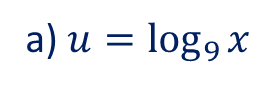 a) u = log₉ x